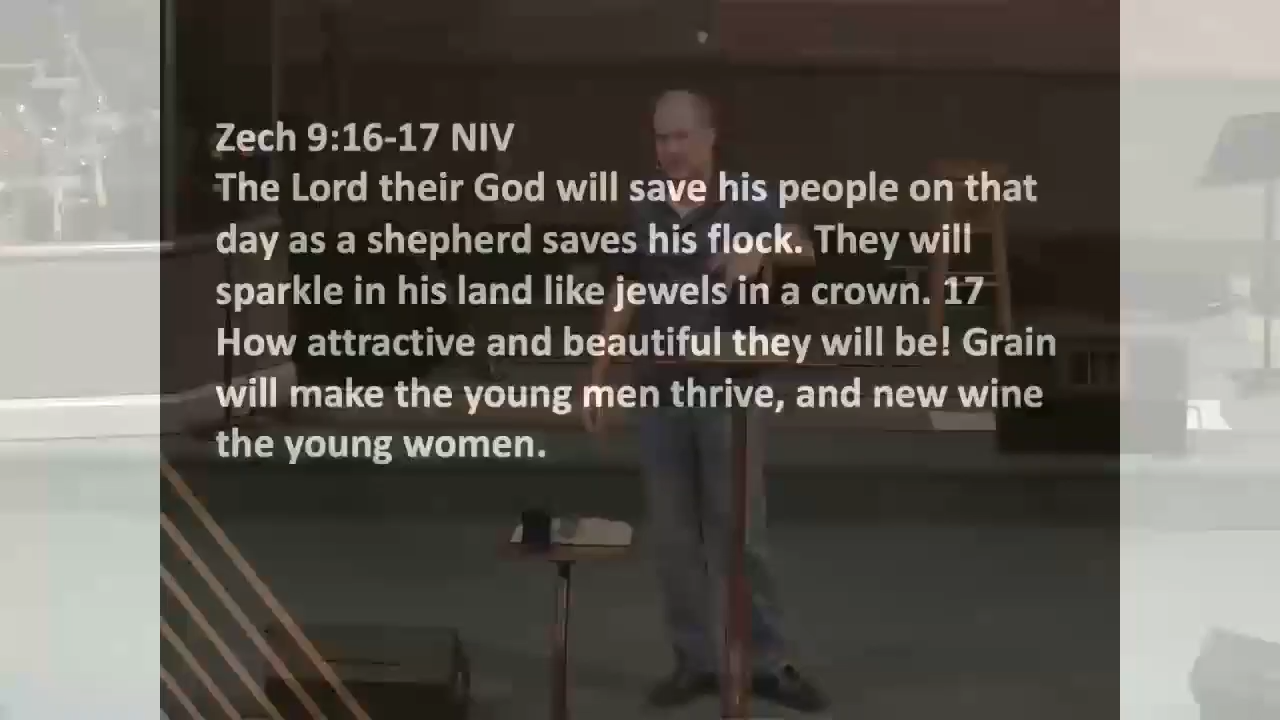 Zech 9:16-17 NIV
The Lord their God will save his people on that
day as a shepherd saves his flock. They will
sparkle in his land like jewels in a crown. 17
How attractive and beautiful they will be! Grain
will make the young men thrive, and new wine
the young women.